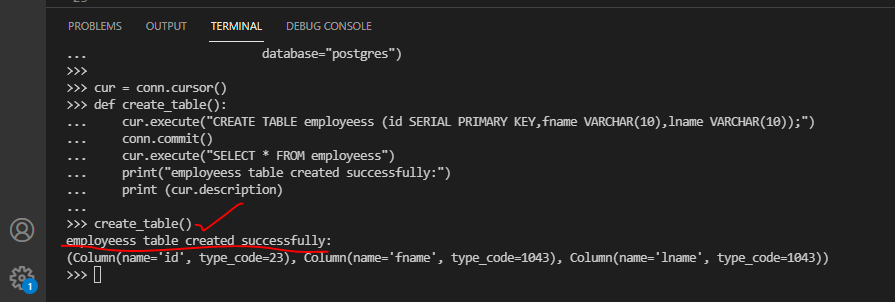 PROBLEMS OUTPUT TERMINAL DEBUG CONSOLE
... database="postgres")
>>>
>>> cur = conn.cursor()
>>> def create_table():
... cur.execute("CREATE TABLE employeess (id SERIAL PRIMARY KEY,fname VARCHAR(10),lname VARCHAR(10));")
... conn.commit()
... cur.execute("SELECT * FROM employeess")
... print("employeess table created successfully:")
... print (cur.description)
...
>>> create_table()
employeess table created successfully:
(Column(name='id', type_code=23), Column(name='fname', type_code=1043), Column(name='lname', type_code=1043))
>>>
1